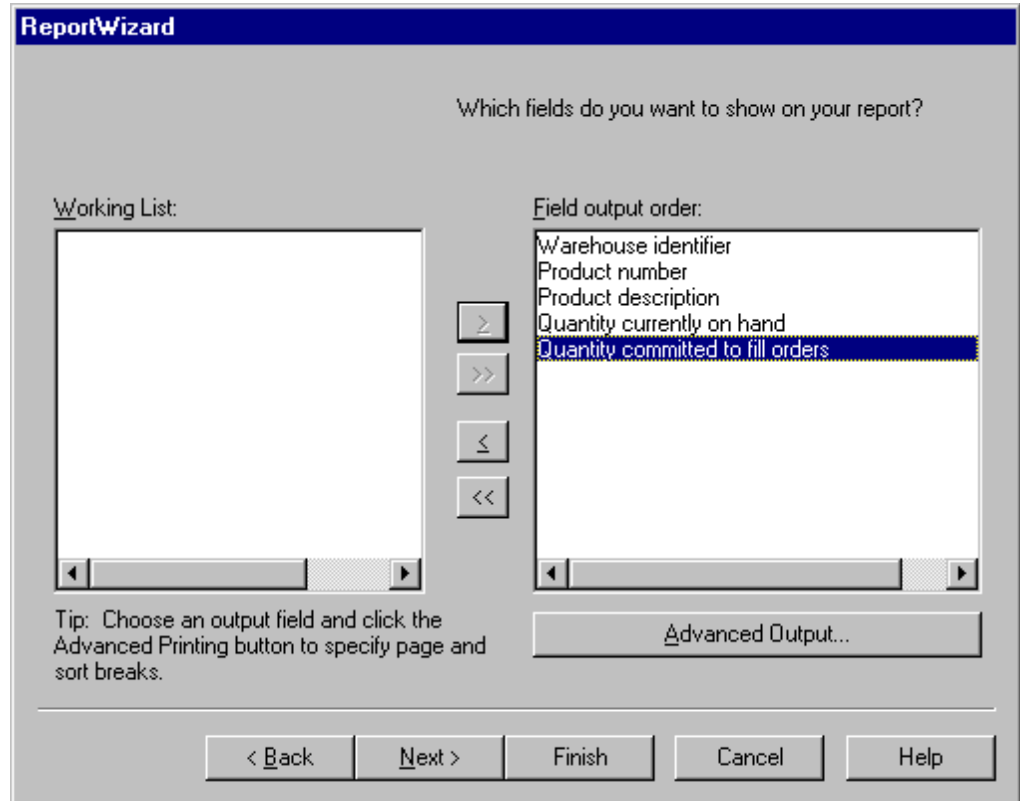 ReportWizard
Which fields do you want to show on your report?
Working List:
Field output order:
Warehouse identifier
Product number
Product description
Quantity currently on hand
Quantity committed to fill orders
>
>>
<
<<
Tip:  Choose an output field and click the
Advanced Printing button to specify page and
sort breaks.
Advanced Output...
< Back
Next >
Finish
Cancel
Help